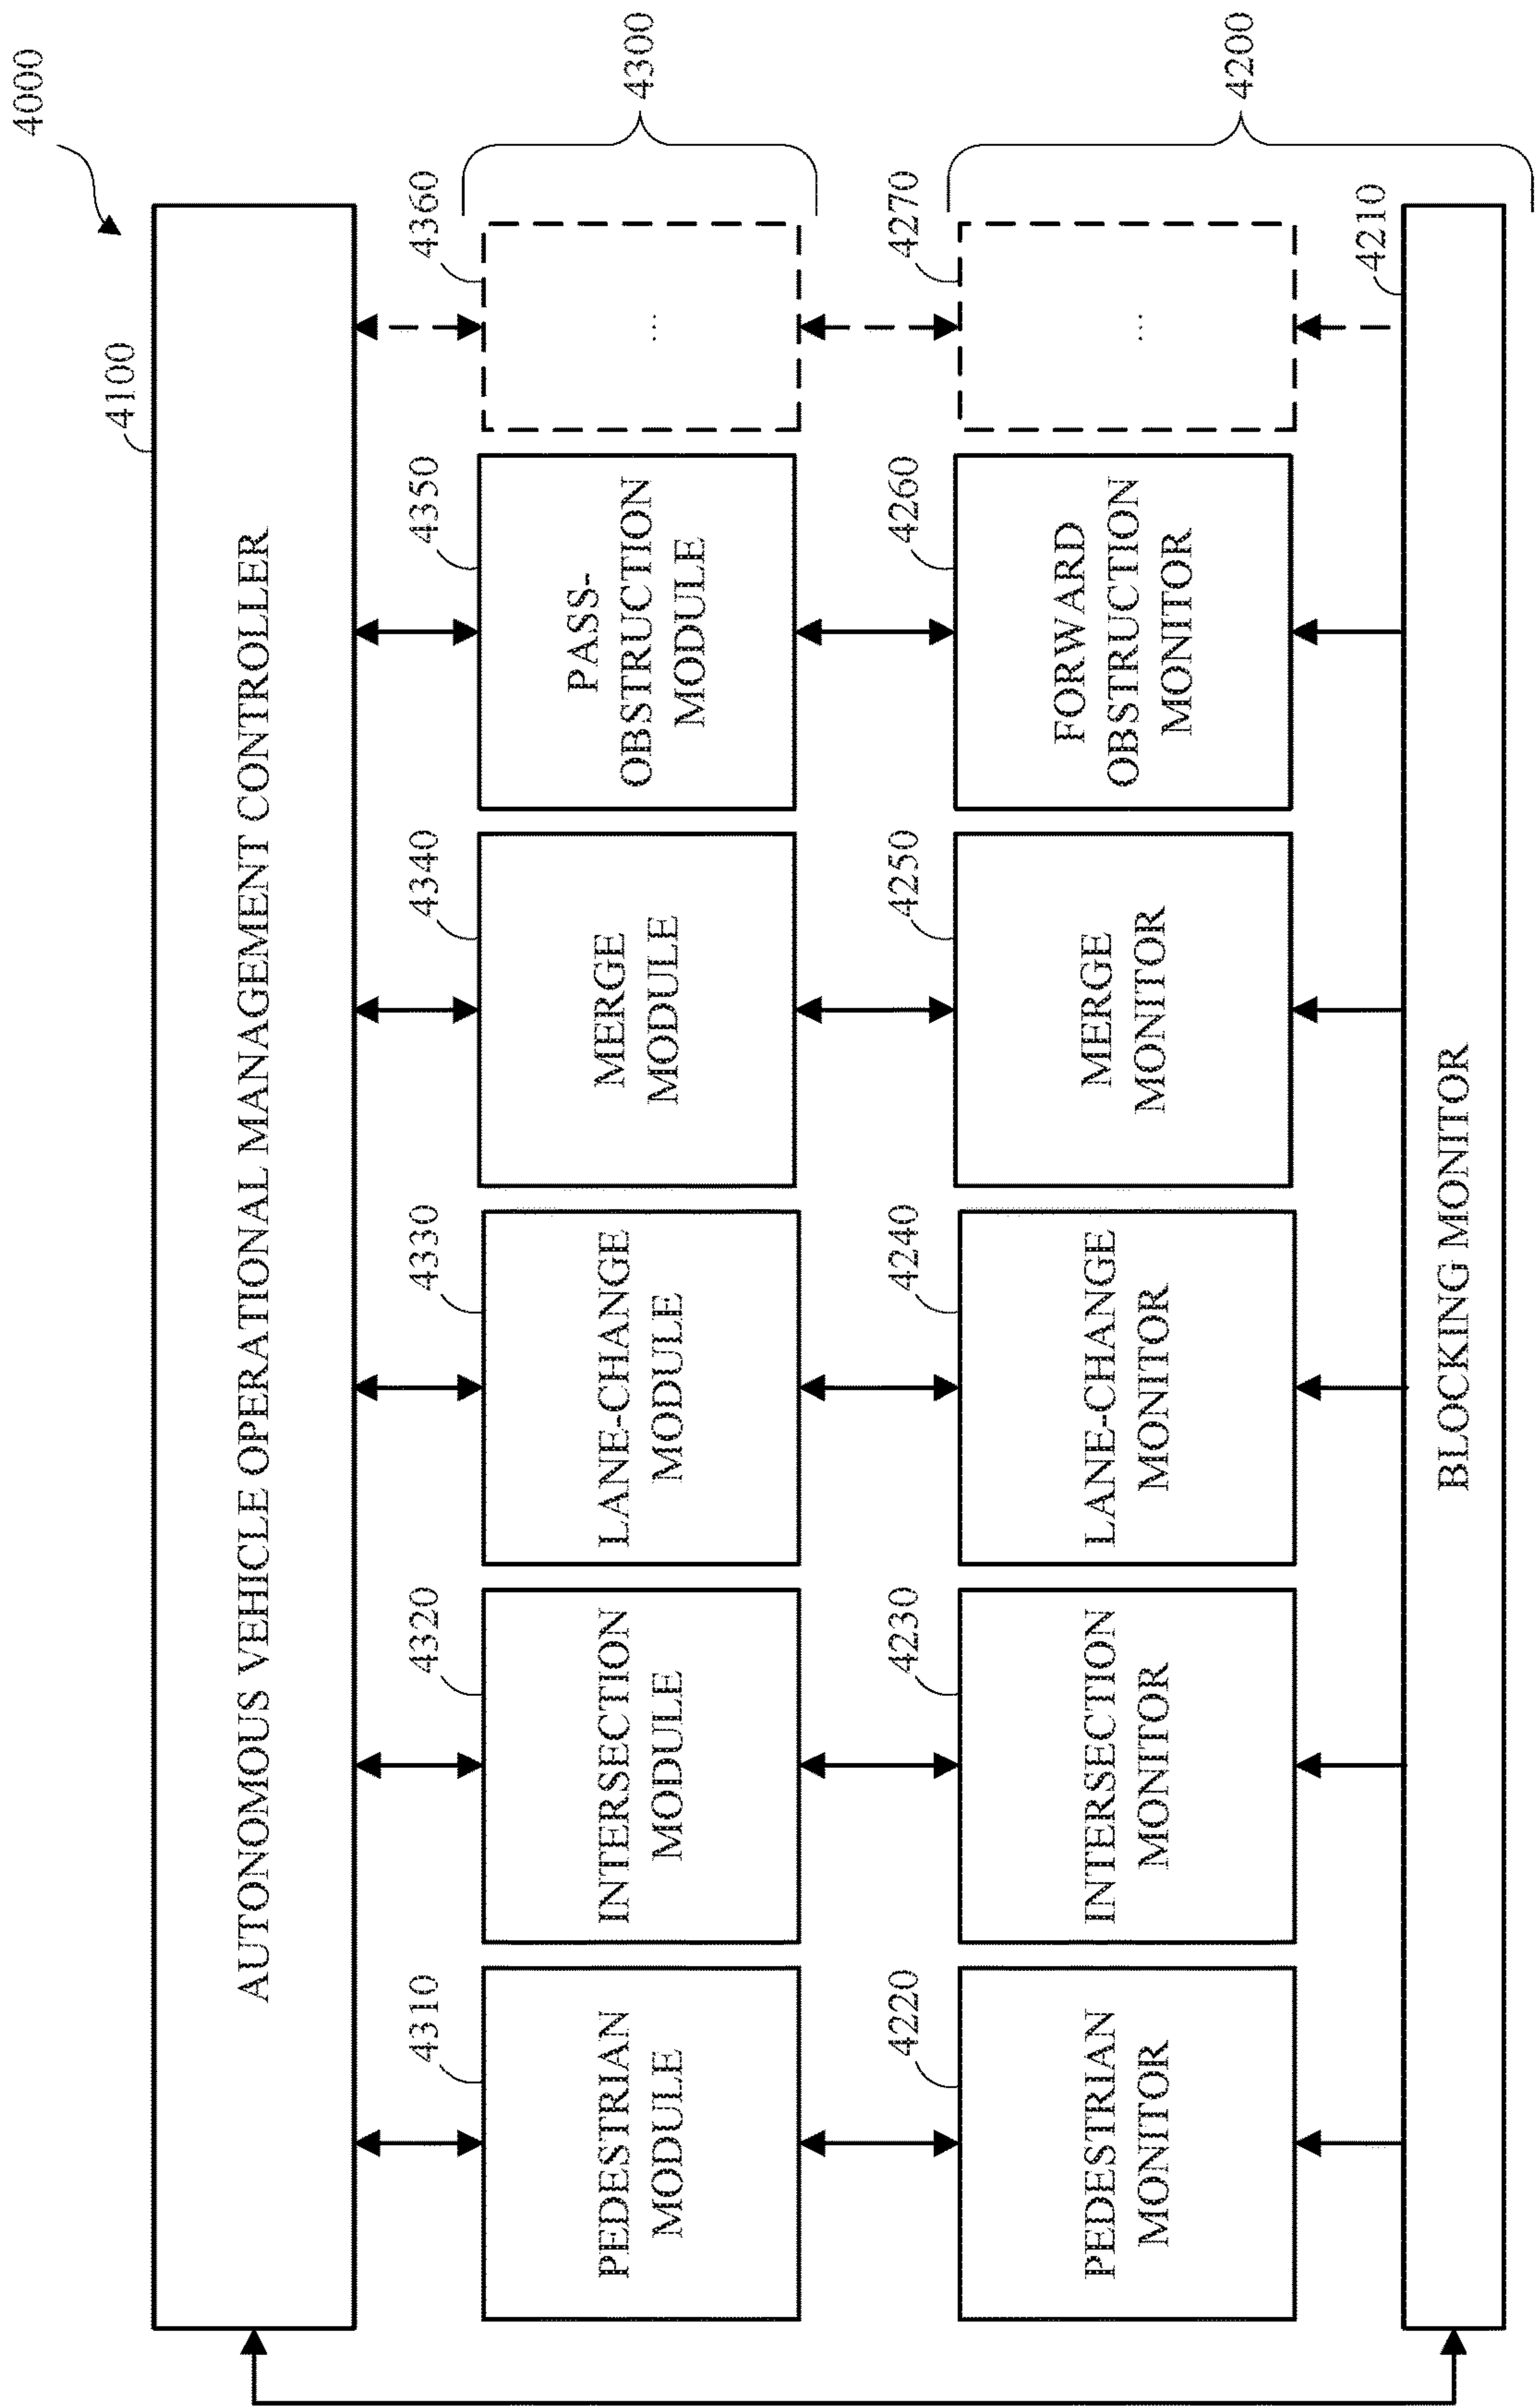 4000
4100
AUTONOMOUS VEHICLE OPERATIONAL MANAGEMENT CONTROLLER
4300
4310
PEDESTRIAN
MODULE
4320
INTERSECTION
MODULE
4330
LANE-CHANGE
MODULE
4340
MERGE
MODULE
4350
PASS-
OBSTRUCTION
MODULE
4360
...
4200
4220
PEDESTRIAN
MONITOR
4230
INTERSECTION
MONITOR
4240
LANE-CHANGE
MONITOR
4250
MERGE
MONITOR
4260
FORWARD
OBSTRUCTION
MONITOR
4270
...
4210
BLOCKING MONITOR